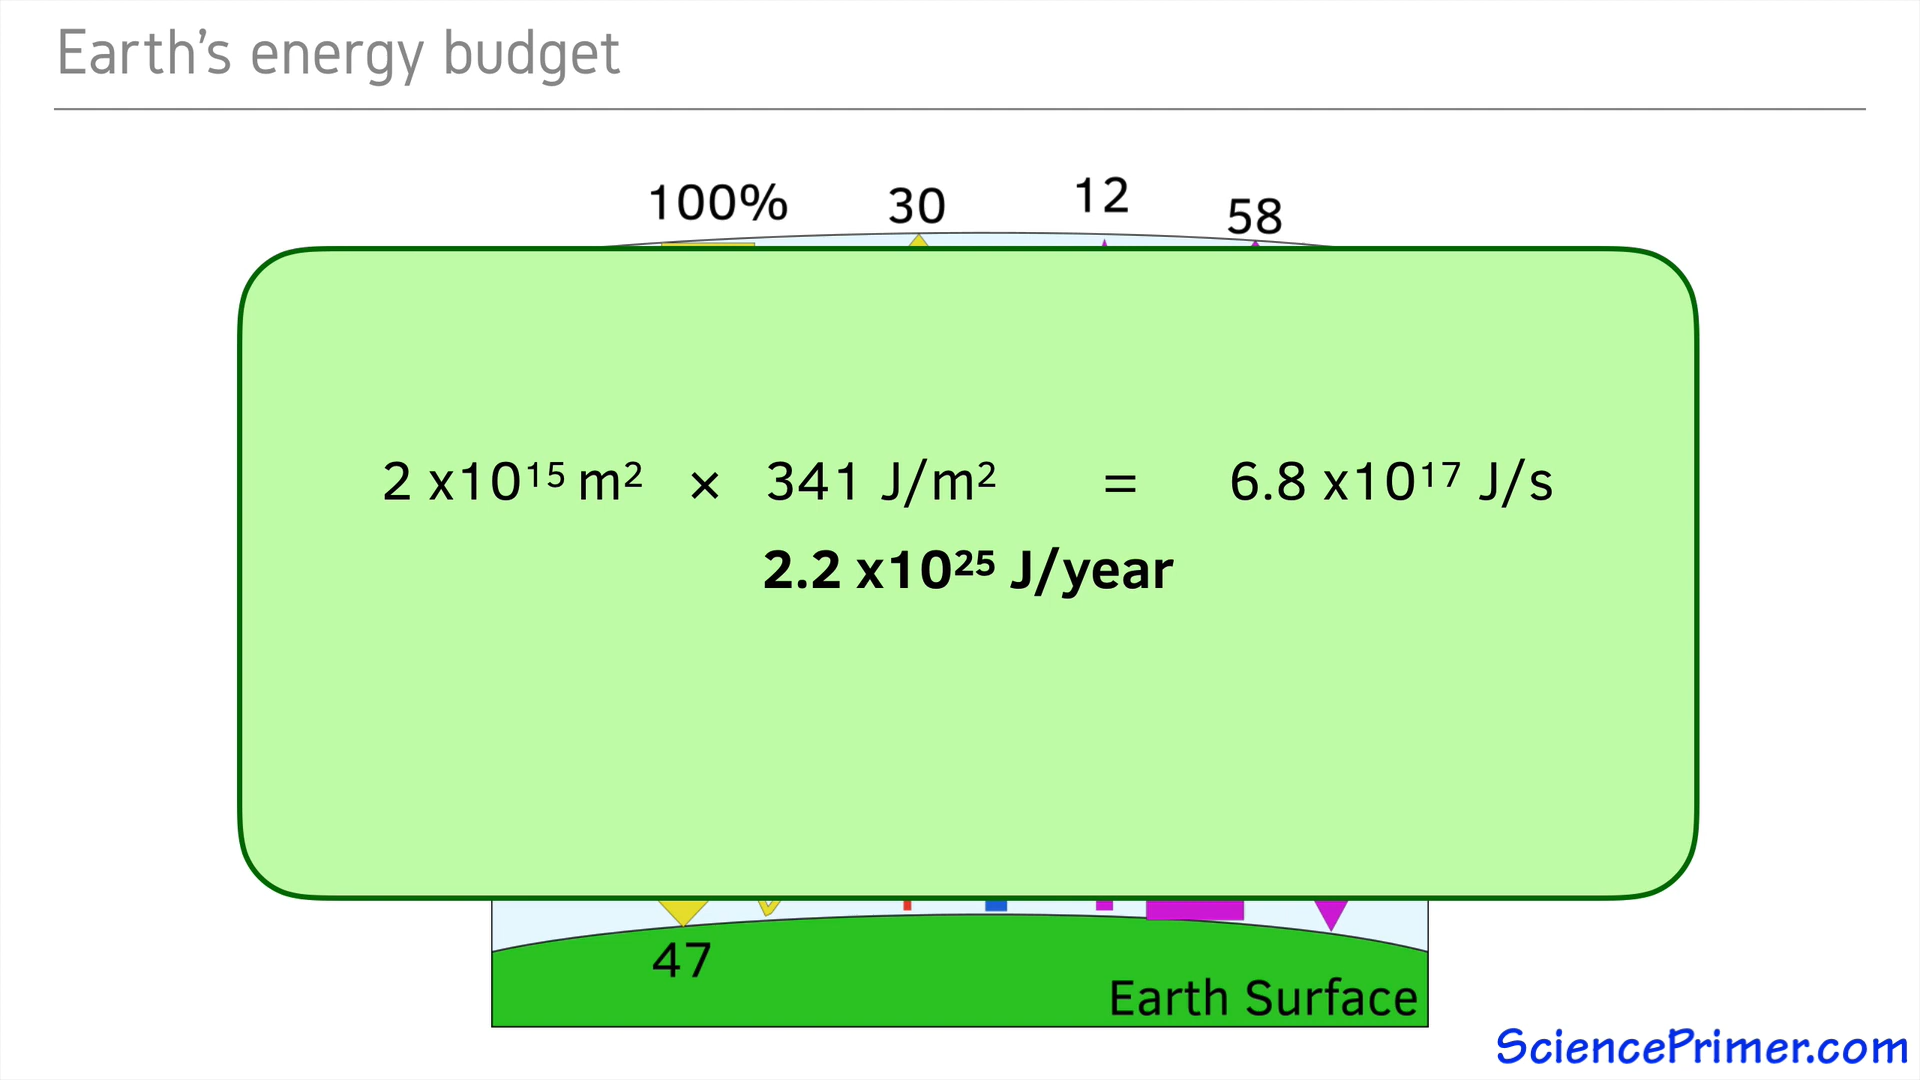 Earth’s energy budget
100% 30 12 58
2 x10¹⁵ m² × 341 J/m² = 6.8 x10¹⁷ J/s
2.2 x10²⁵ J/year
47
Earth Surface
SciencePrimer.com